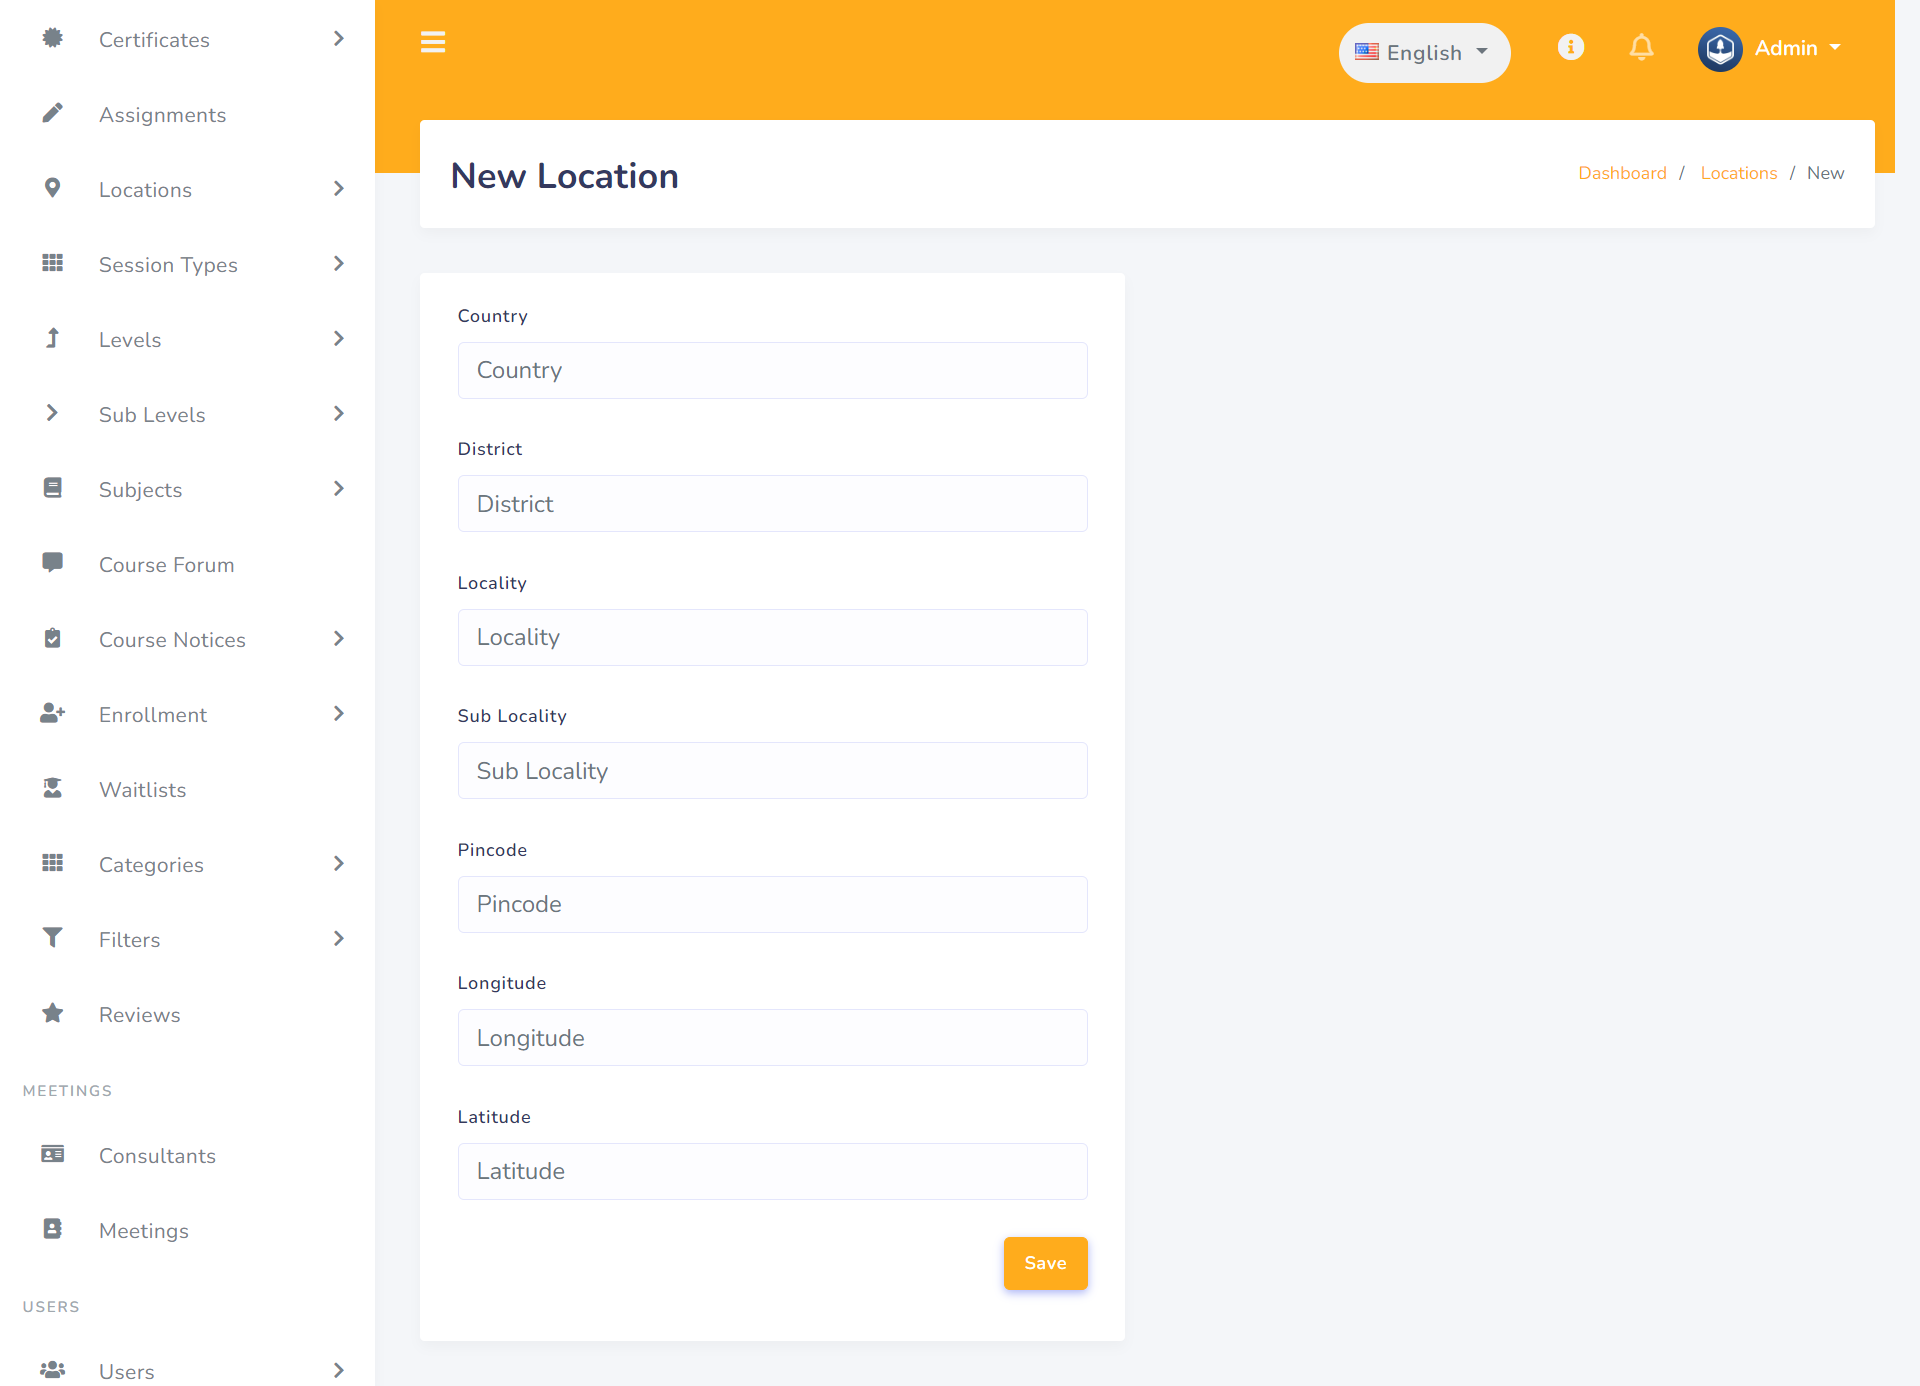 Certificates
Assignments
Locations
Session Types
Levels
Sub Levels
Subjects
Course Forum
Course Notices
Enrollment
Waitlists
Categories
Filters
Reviews
MEETINGS
Consultants
Meetings
USERS
Users
English
Admin
New Location
Dashboard / Locations / New
Country
Country
District
District
Locality
Locality
Sub Locality
Sub Locality
Pincode
Pincode
Longitude
Longitude
Latitude
Latitude
Save